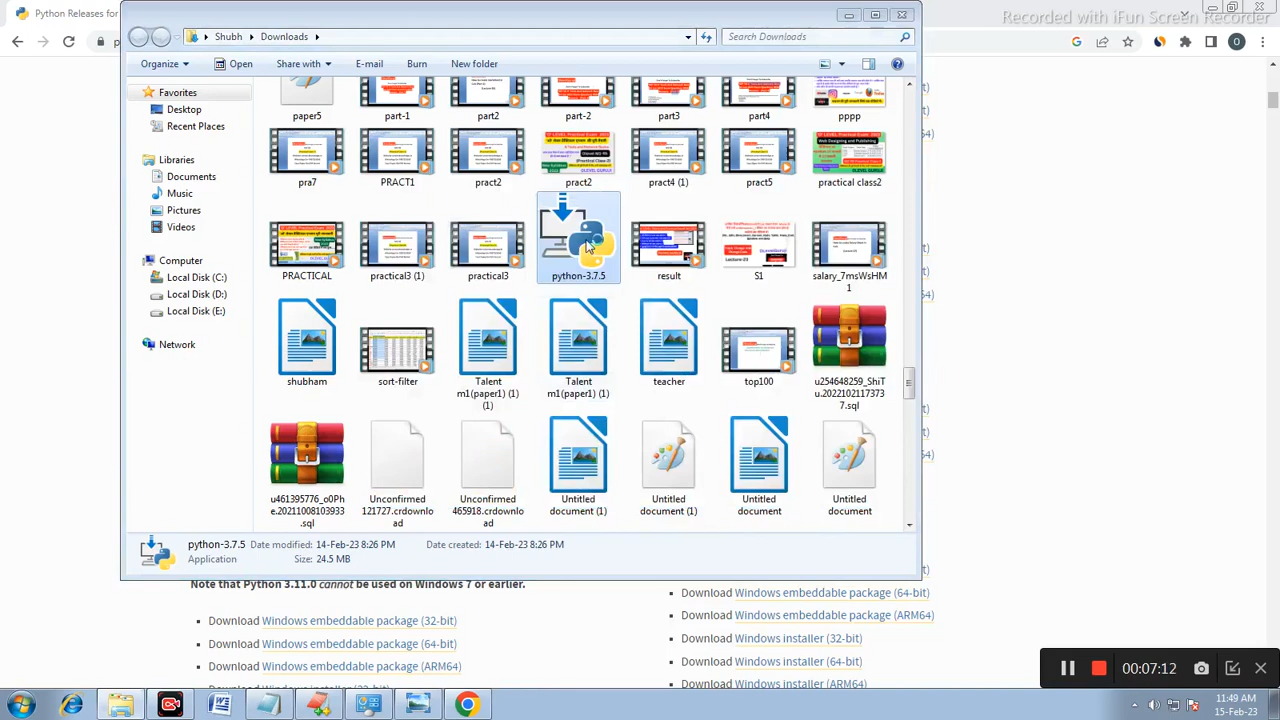 Python Releases for
Recorded with iFun Screen Recorder
O
Shubh
Downloads
Search Downloads
Organize
Open
Share with
E-mail
Burn
New folder
Favorites
Desktop
Recent Places
Libraries
Documents
Music
Pictures
Videos
Computer
Local Disk (C:)
Local Disk (D:)
Local Disk (E:)
Network
paper5
part-1
part2
part-2
part3
part4
pppp
pra7
PRACT1
pract2
pract2
pract4 (1)
pract5
practical class2
PRACTICAL
practical3 (1)
practical3
python-3.7.5
result
S1
salary_7msWsHM
1
shubham
sort-filter
Talent
m1(paper1) (1)
(1)
Talent
m1(paper1) (1)
teacher
top100
u254648259_ShiT
u.2022102117373
7.sql
u461395776_o0Ph
e.20211008103933
.sql
Unconfirmed
121727.crdownlo
ad
Unconfirmed
465918.crdownlo
ad
Untitled
document (1)
Untitled
document (1)
Untitled
document
Untitled
document
python-3.7.5
Date modified: 14-Feb-23 8:26 PM
Date created: 14-Feb-23 8:26 PM
Application
Size: 24.5 MB
Note that Python 3.11.0 cannot be used on Windows 7 or earlier.
Download Windows embeddable package (32-bit)
Download Windows embeddable package (64-bit)
Download Windows embeddable package (ARM64)
Download Windows embeddable package (64-bit)
Download Windows embeddable package (ARM64)
Download Windows installer (32-bit)
Download Windows installer (64-bit)
Download Windows installer (ARM64)
00:07:12
11:49 AM
15-Feb-23